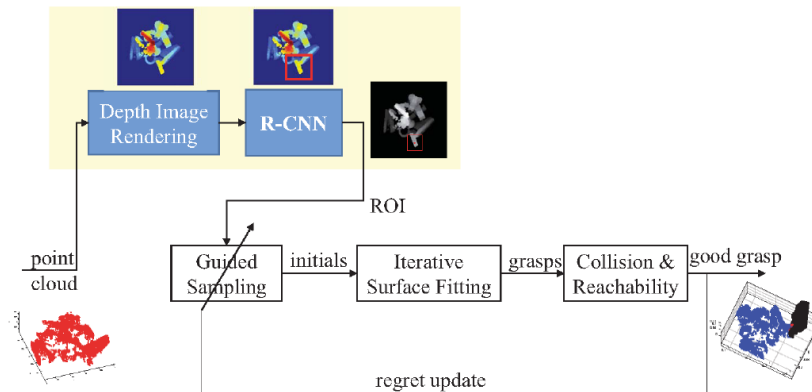 Depth Image
Rendering
R-CNN
ROI
point
cloud
Guided
Sampling
initials
Iterative
Surface Fitting
grasps
Collision &
Reachability
good grasp
regret update